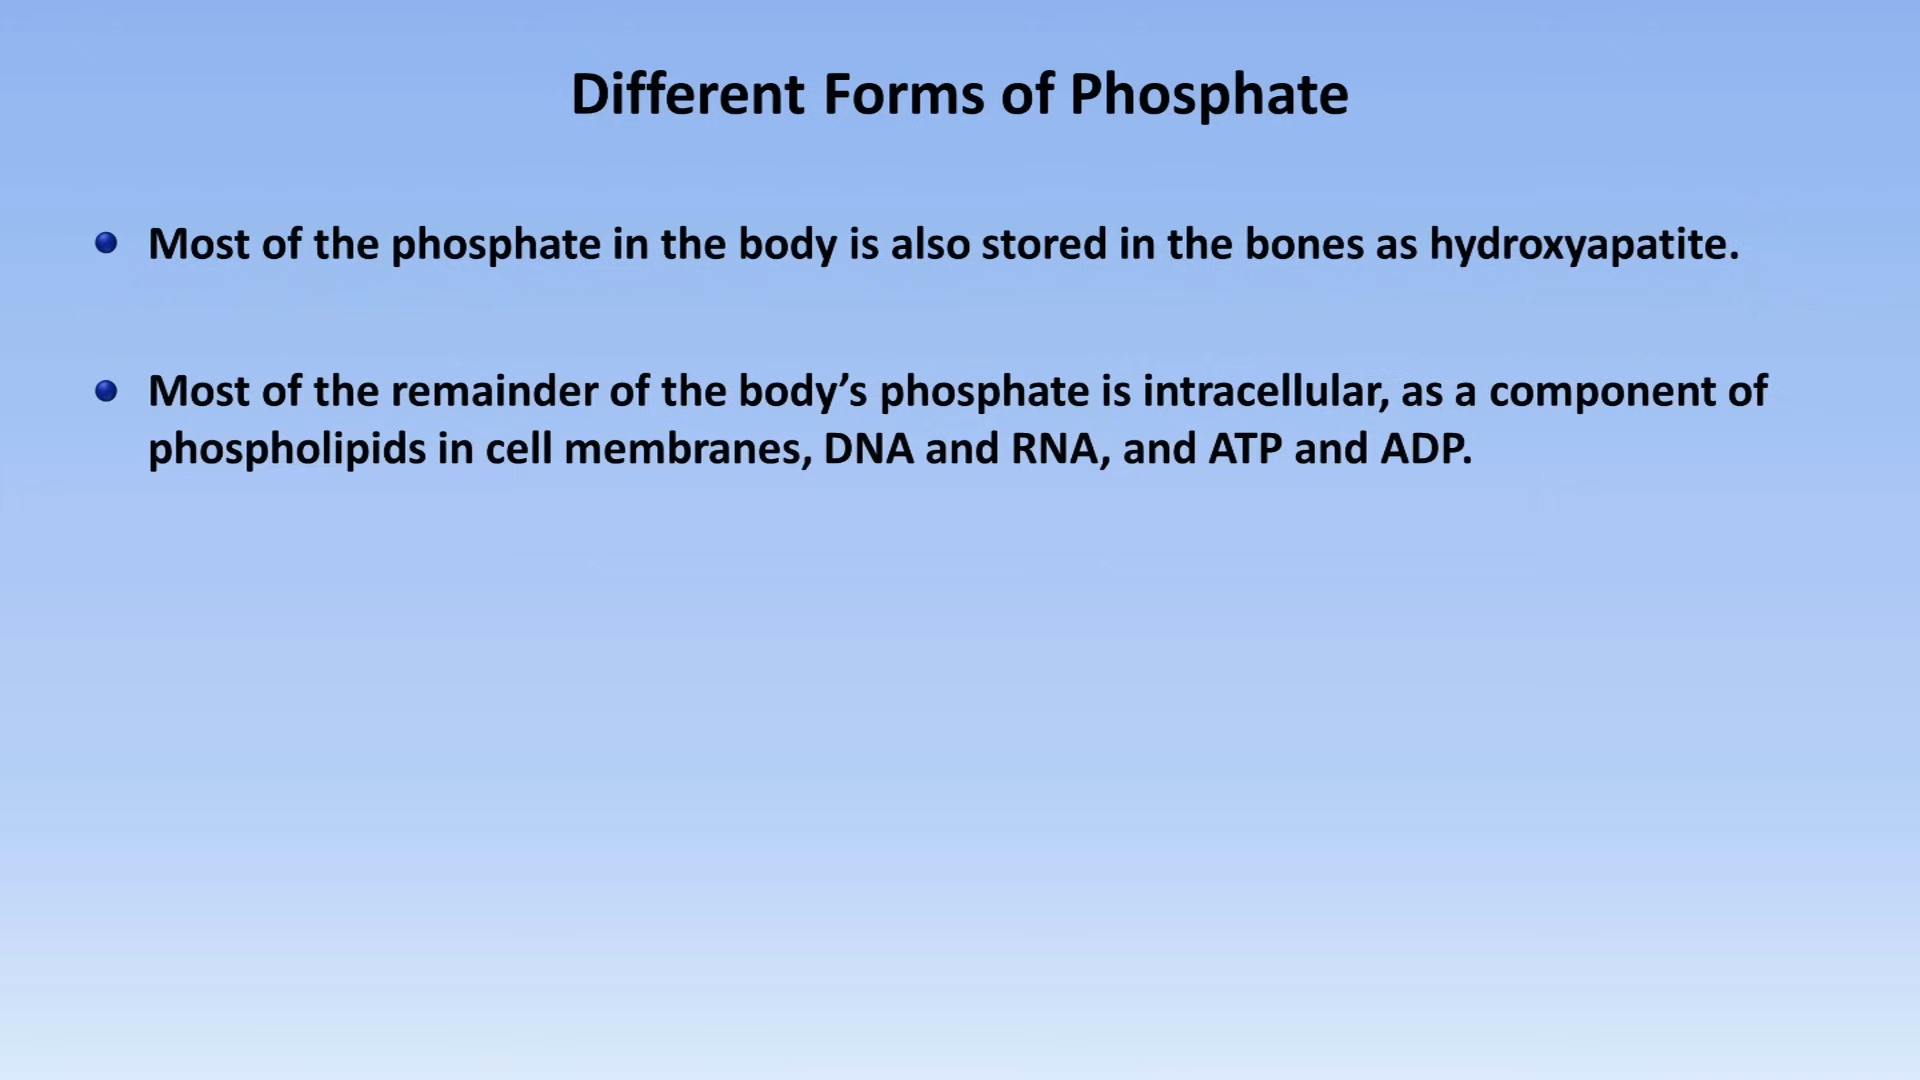 Different Forms of Phosphate
Most of the phosphate in the body is also stored in the bones as hydroxyapatite.
Most of the remainder of the body’s phosphate is intracellular, as a component of
phospholipids in cell membranes, DNA and RNA, and ATP and ADP.